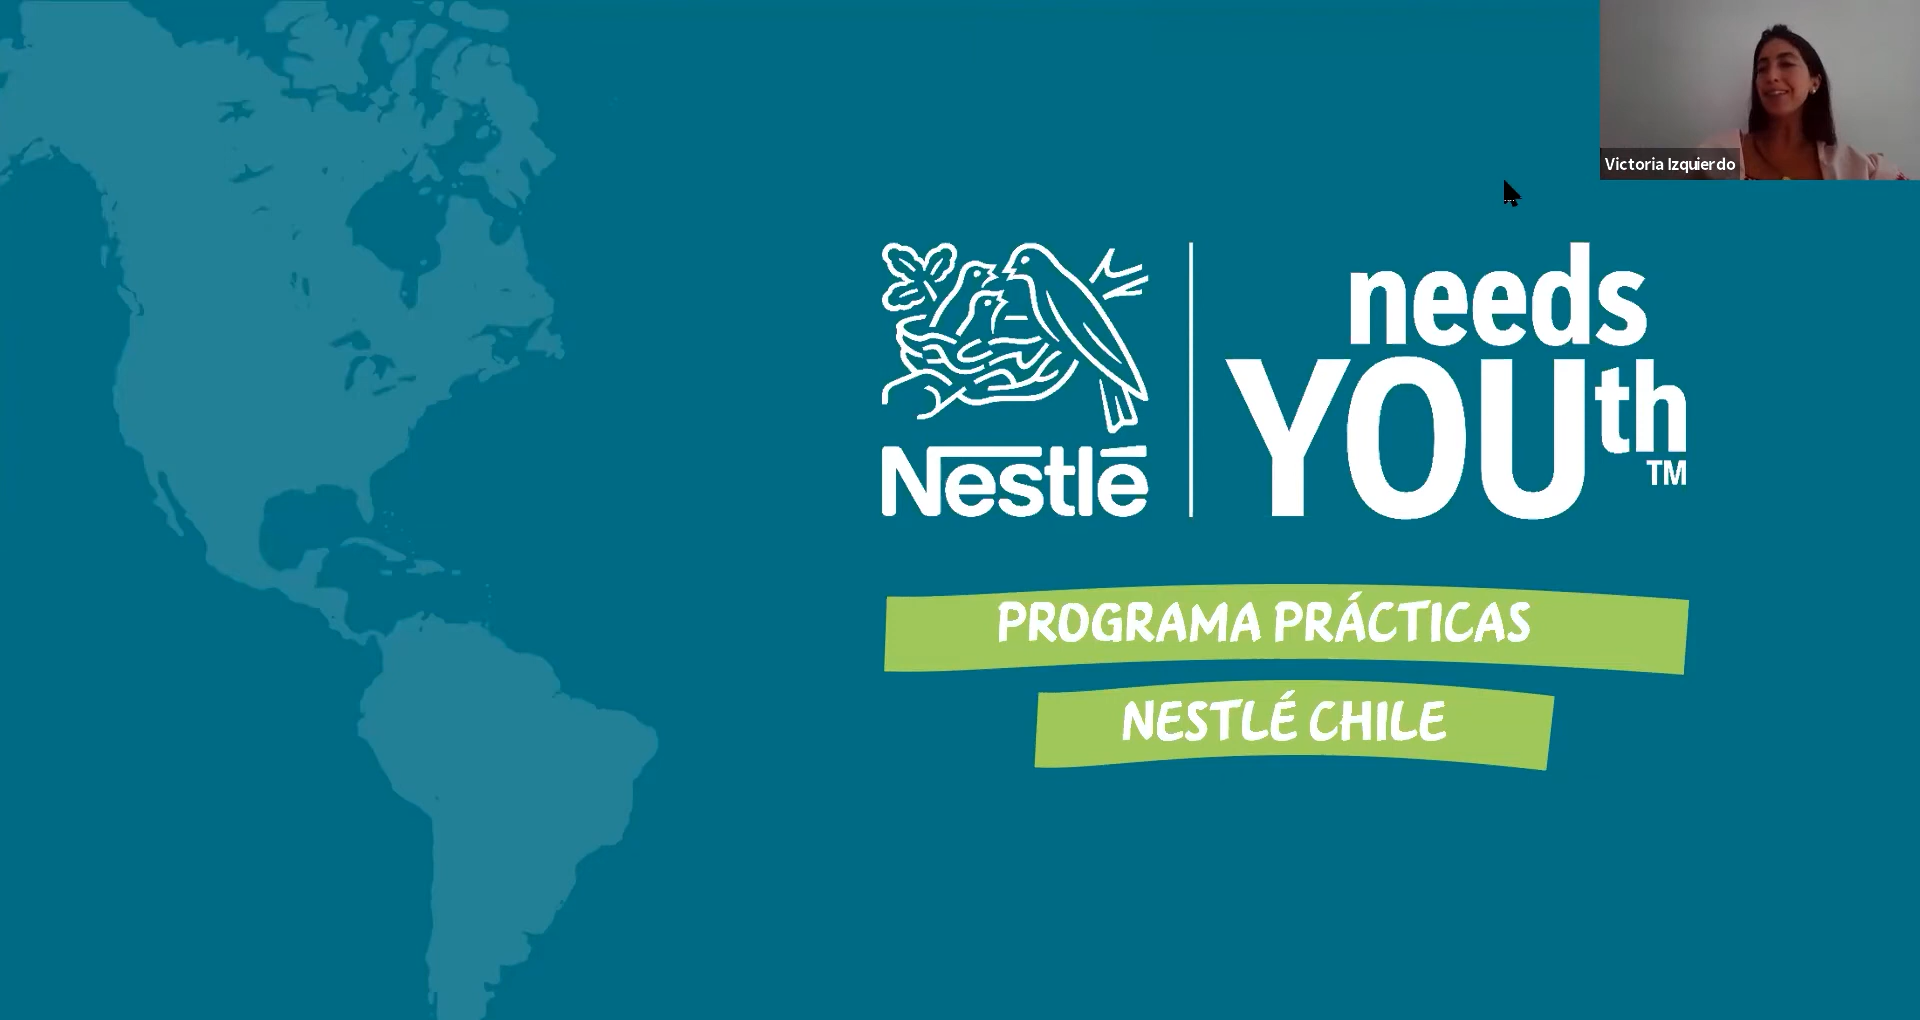 Victoria Izquierdo
Nestlé
needs
YOUth
TM
PROGRAMA PRÁCTICAS
NESTLÉ CHILE